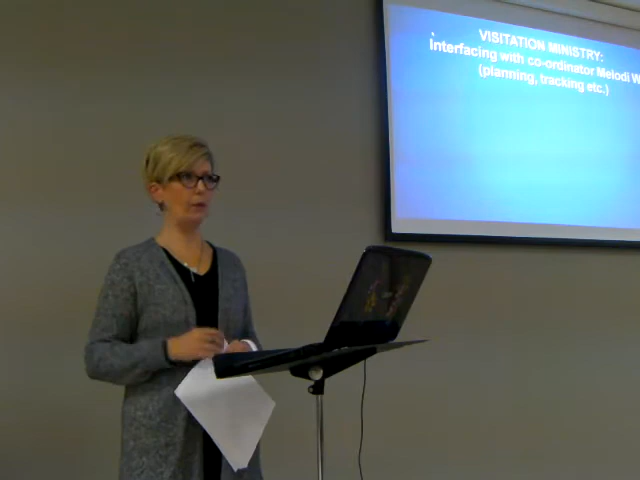 VISITATION MINISTRY:
Interfacing with co-ordinator Melodi W
(planning, tracking etc.)